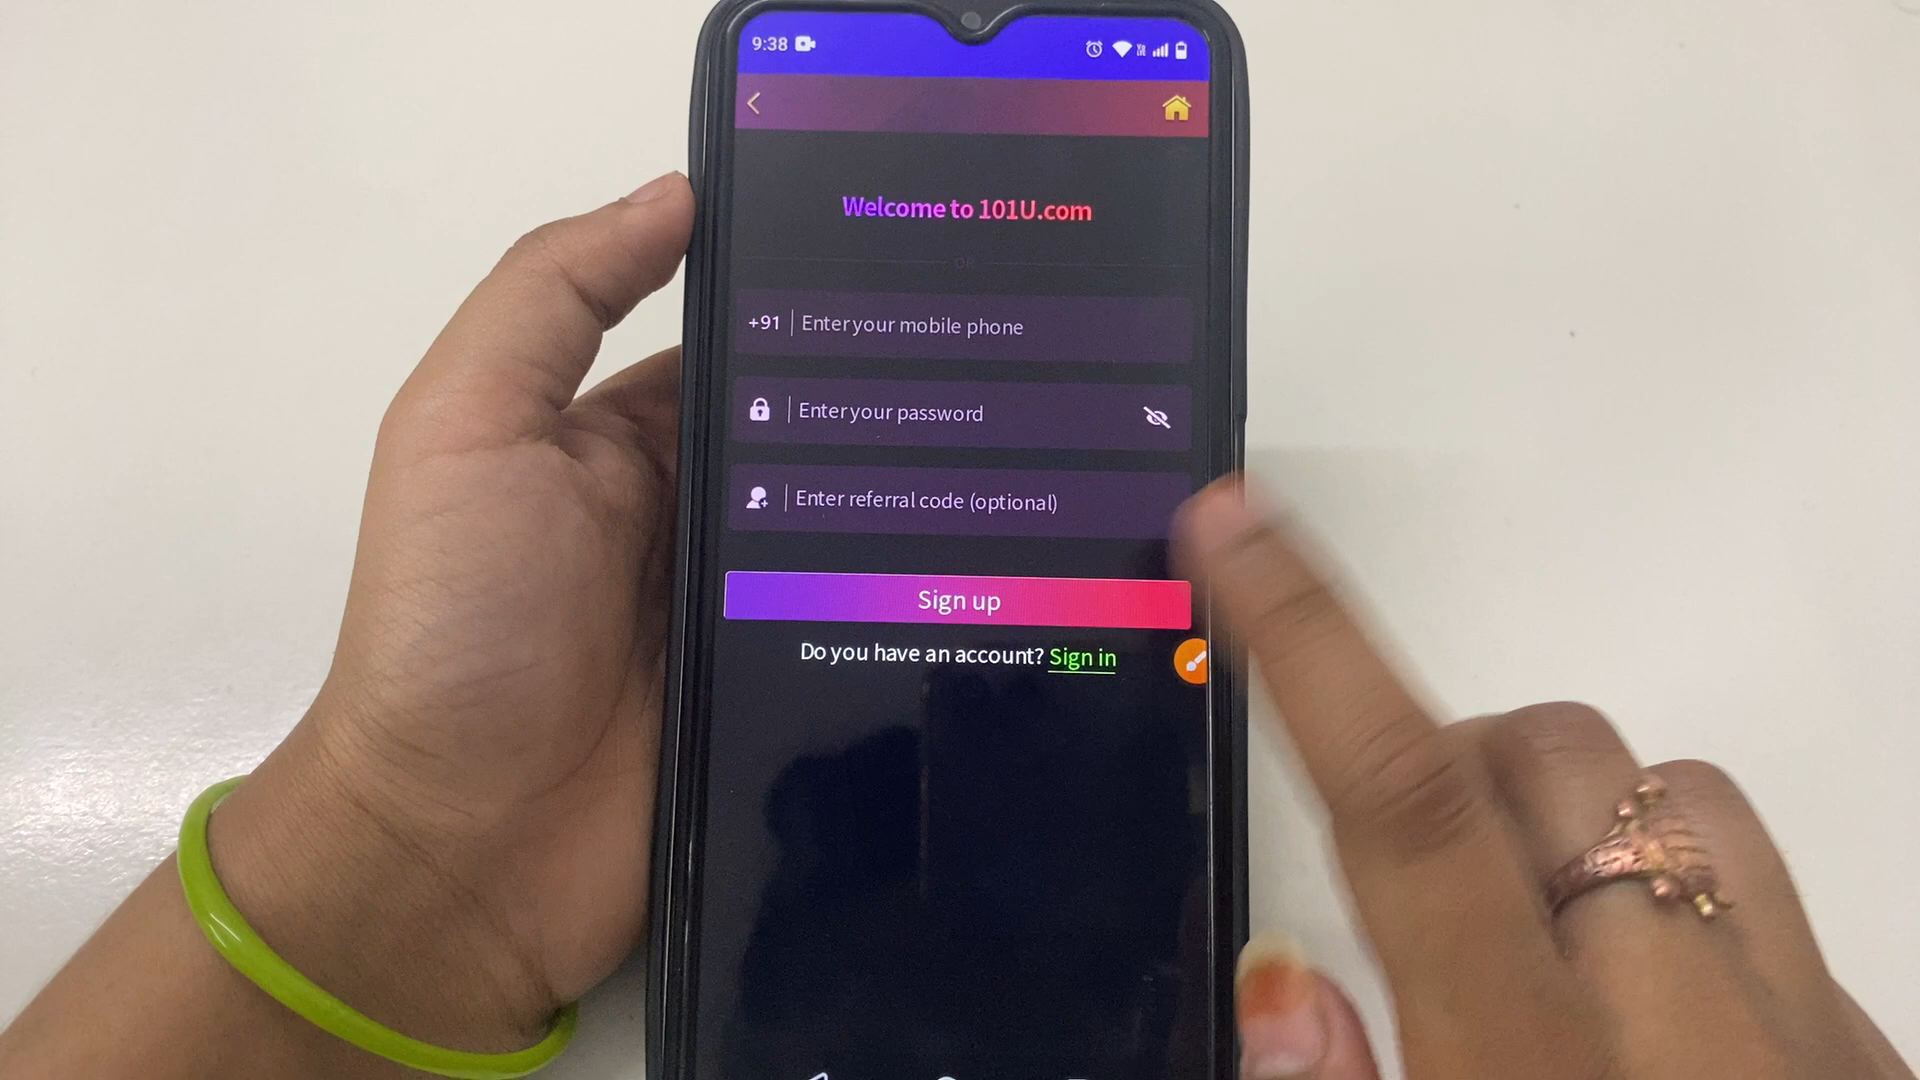 9:38
Welcome to 101U.com
OR
+91 Enter your mobile phone
Enter your password
Enter referral code (optional)
Sign up
Do you have an account? Sign in